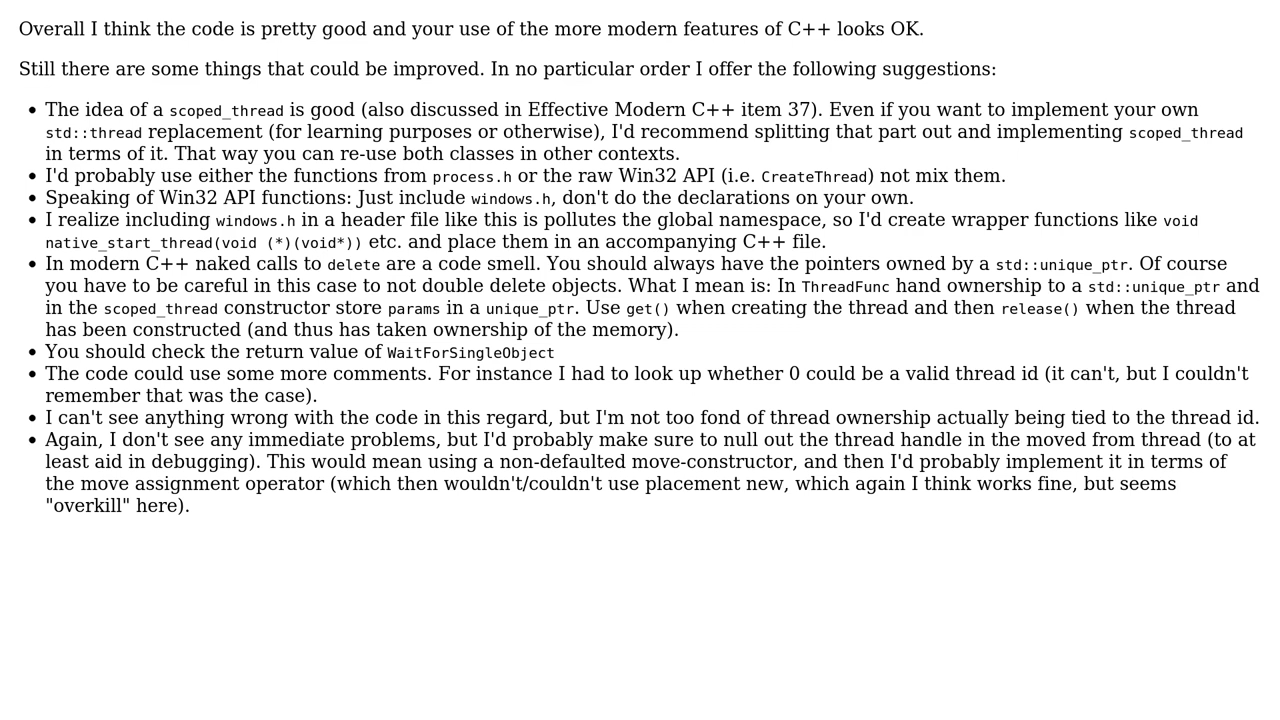 Overall I think the code is pretty good and your use of the more modern features of C++ looks OK.
Still there are some things that could be improved. In no particular order I offer the following suggestions:
• The idea of a scoped_thread is good (also discussed in Effective Modern C++ item 37). Even if you want to implement your own
std::thread replacement (for learning purposes or otherwise), I'd recommend splitting that part out and implementing scoped_thread
in terms of it. That way you can re-use both classes in other contexts.
• I'd probably use either the functions from process.h or the raw Win32 API (i.e. CreateThread) not mix them.
• Speaking of Win32 API functions: Just include windows.h, don't do the declarations on your own.
• I realize including windows.h in a header file like this is pollutes the global namespace, so I'd create wrapper functions like void
native_start_thread(void (*)(void*)) etc. and place them in an accompanying C++ file.
• In modern C++ naked calls to delete are a code smell. You should always have the pointers owned by a std::unique_ptr. Of course
you have to be careful in this case to not double delete objects. What I mean is: In ThreadFunc hand ownership to a std::unique_ptr and
in the scoped_thread constructor store params in a unique_ptr. Use get() when creating the thread and then release() when the thread
has been constructed (and thus has taken ownership of the memory).
• You should check the return value of WaitForSingleObject
• The code could use some more comments. For instance I had to look up whether 0 could be a valid thread id (it can't, but I couldn't
remember that was the case).
• I can't see anything wrong with the code in this regard, but I'm not too fond of thread ownership actually being tied to the thread id.
• Again, I don't see any immediate problems, but I'd probably make sure to null out the thread handle in the moved from thread (to at
least aid in debugging). This would mean using a non-defaulted move-constructor, and then I'd probably implement it in terms of
the move assignment operator (which then wouldn't/couldn't use placement new, which again I think works fine, but seems
"overkill" here).